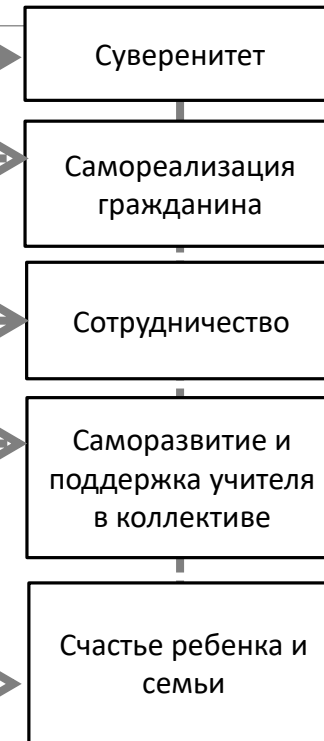 Суверенитет
Самореализация
гражданина
Сотрудничество
Саморазвитие и
поддержка учителя
в коллективе
Счастье ребенка и
семьи